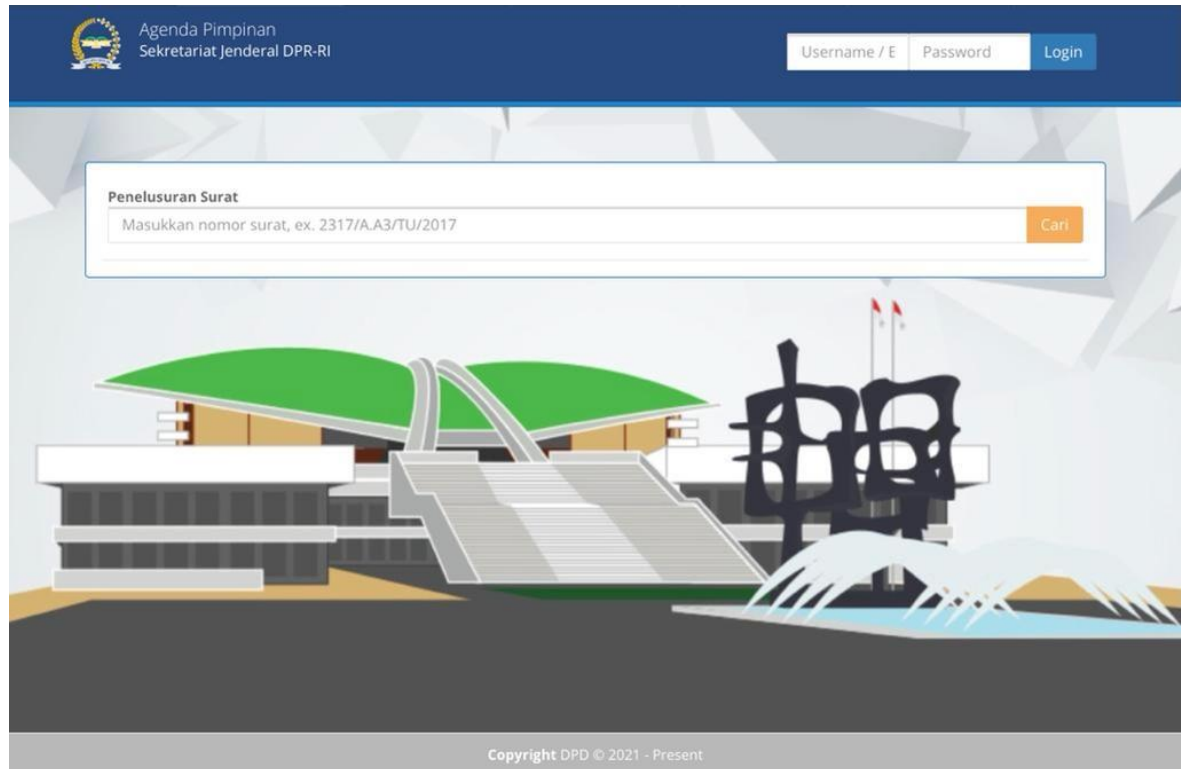 Agenda Pimpinan
Sekretariat Jenderal DPR-RI
Username / E
Password
Login
Penelusuran Surat
Masukkan nomor surat, ex. 2317/A.A3/TU/2017
Cari
Copyright DPD © 2021 - Present